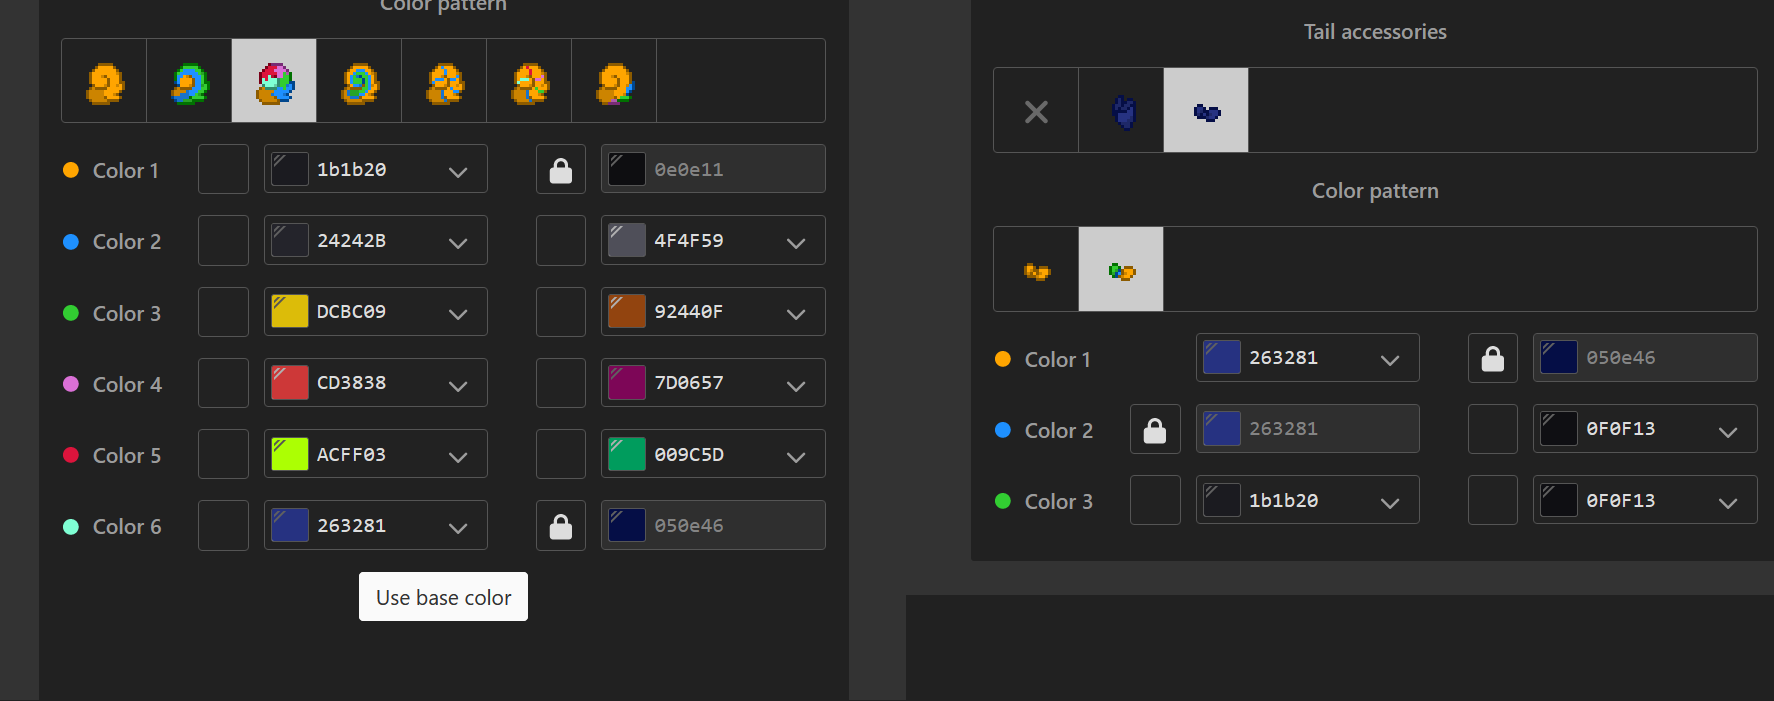 Color pattern
Color 1 1b1b20 0e0e11
Color 2 24242B 4F4F59
Color 3 DCBC09 92440F
Color 4 CD3838 7D0657
Color 5 ACFF03 009C5D
Color 6 263281 050e46
Use base color
Tail accessories
Color pattern
Color 1 263281 050e46
Color 2 263281 0F0F13
Color 3 1b1b20 0F0F13